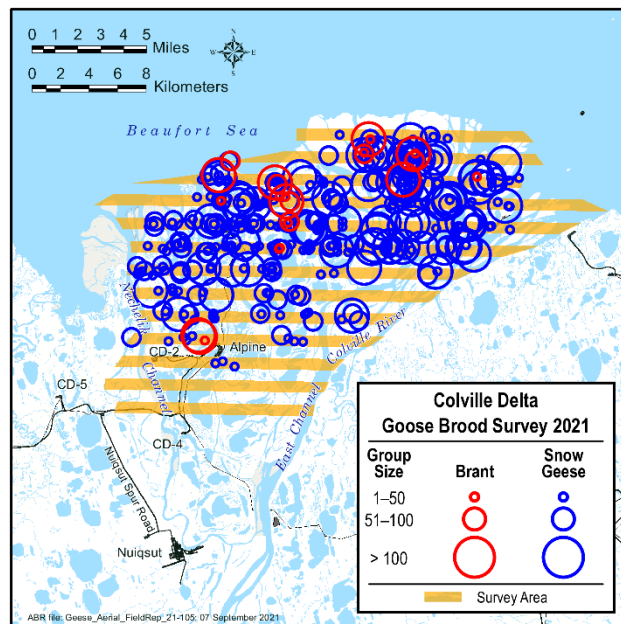 0 1 2 3 4 5
Miles
0 2 4 6 8
Kilometers
N
W E
S
Beaufort Sea
Nechelik
Channel
CD-2
Alpine
Colville River
East Channel
CD-5
CD-4
Nuiqsut Spur Road
Nuiqsut
Colville Delta
Goose Brood Survey 2021
Group
Size
Brant
Snow
Geese
1–50
51–100
> 100
Survey Area
ABR file: Geese_Aerial_FieldRep_21-105: 07 September 2021